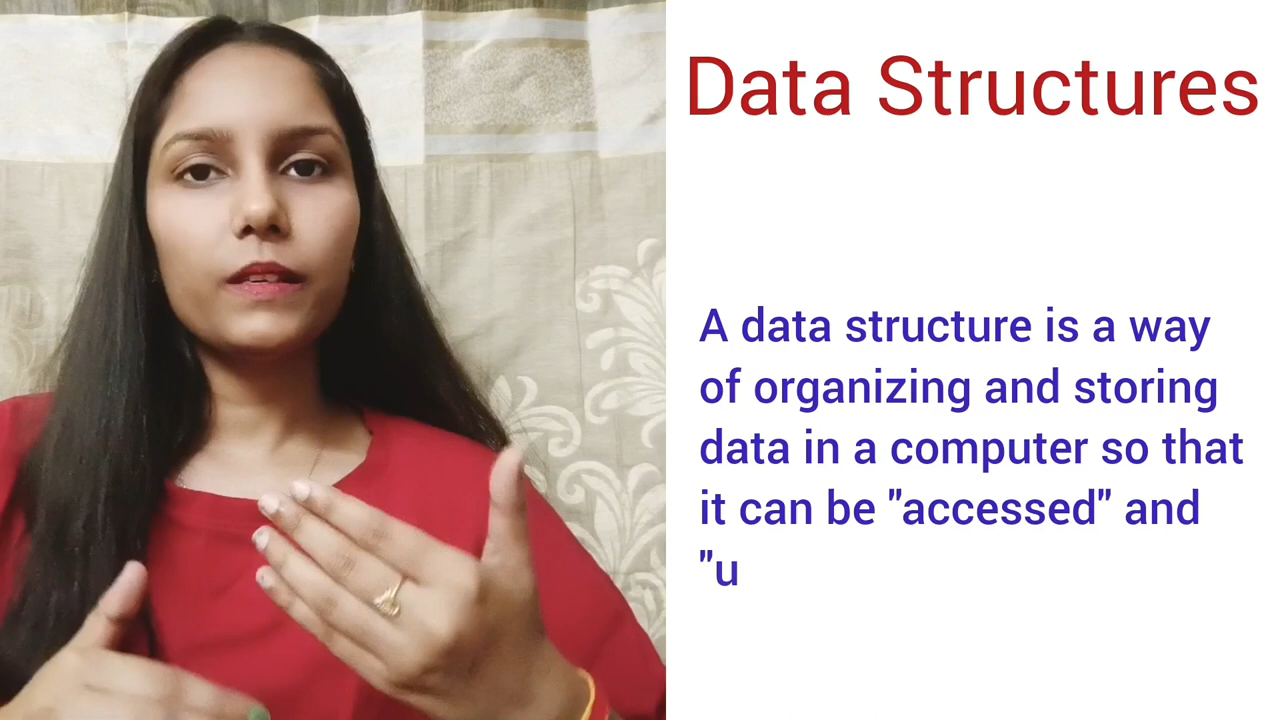 Data Structures
A data structure is a way
of organizing and storing
data in a computer so that
it can be "accessed" and
"u